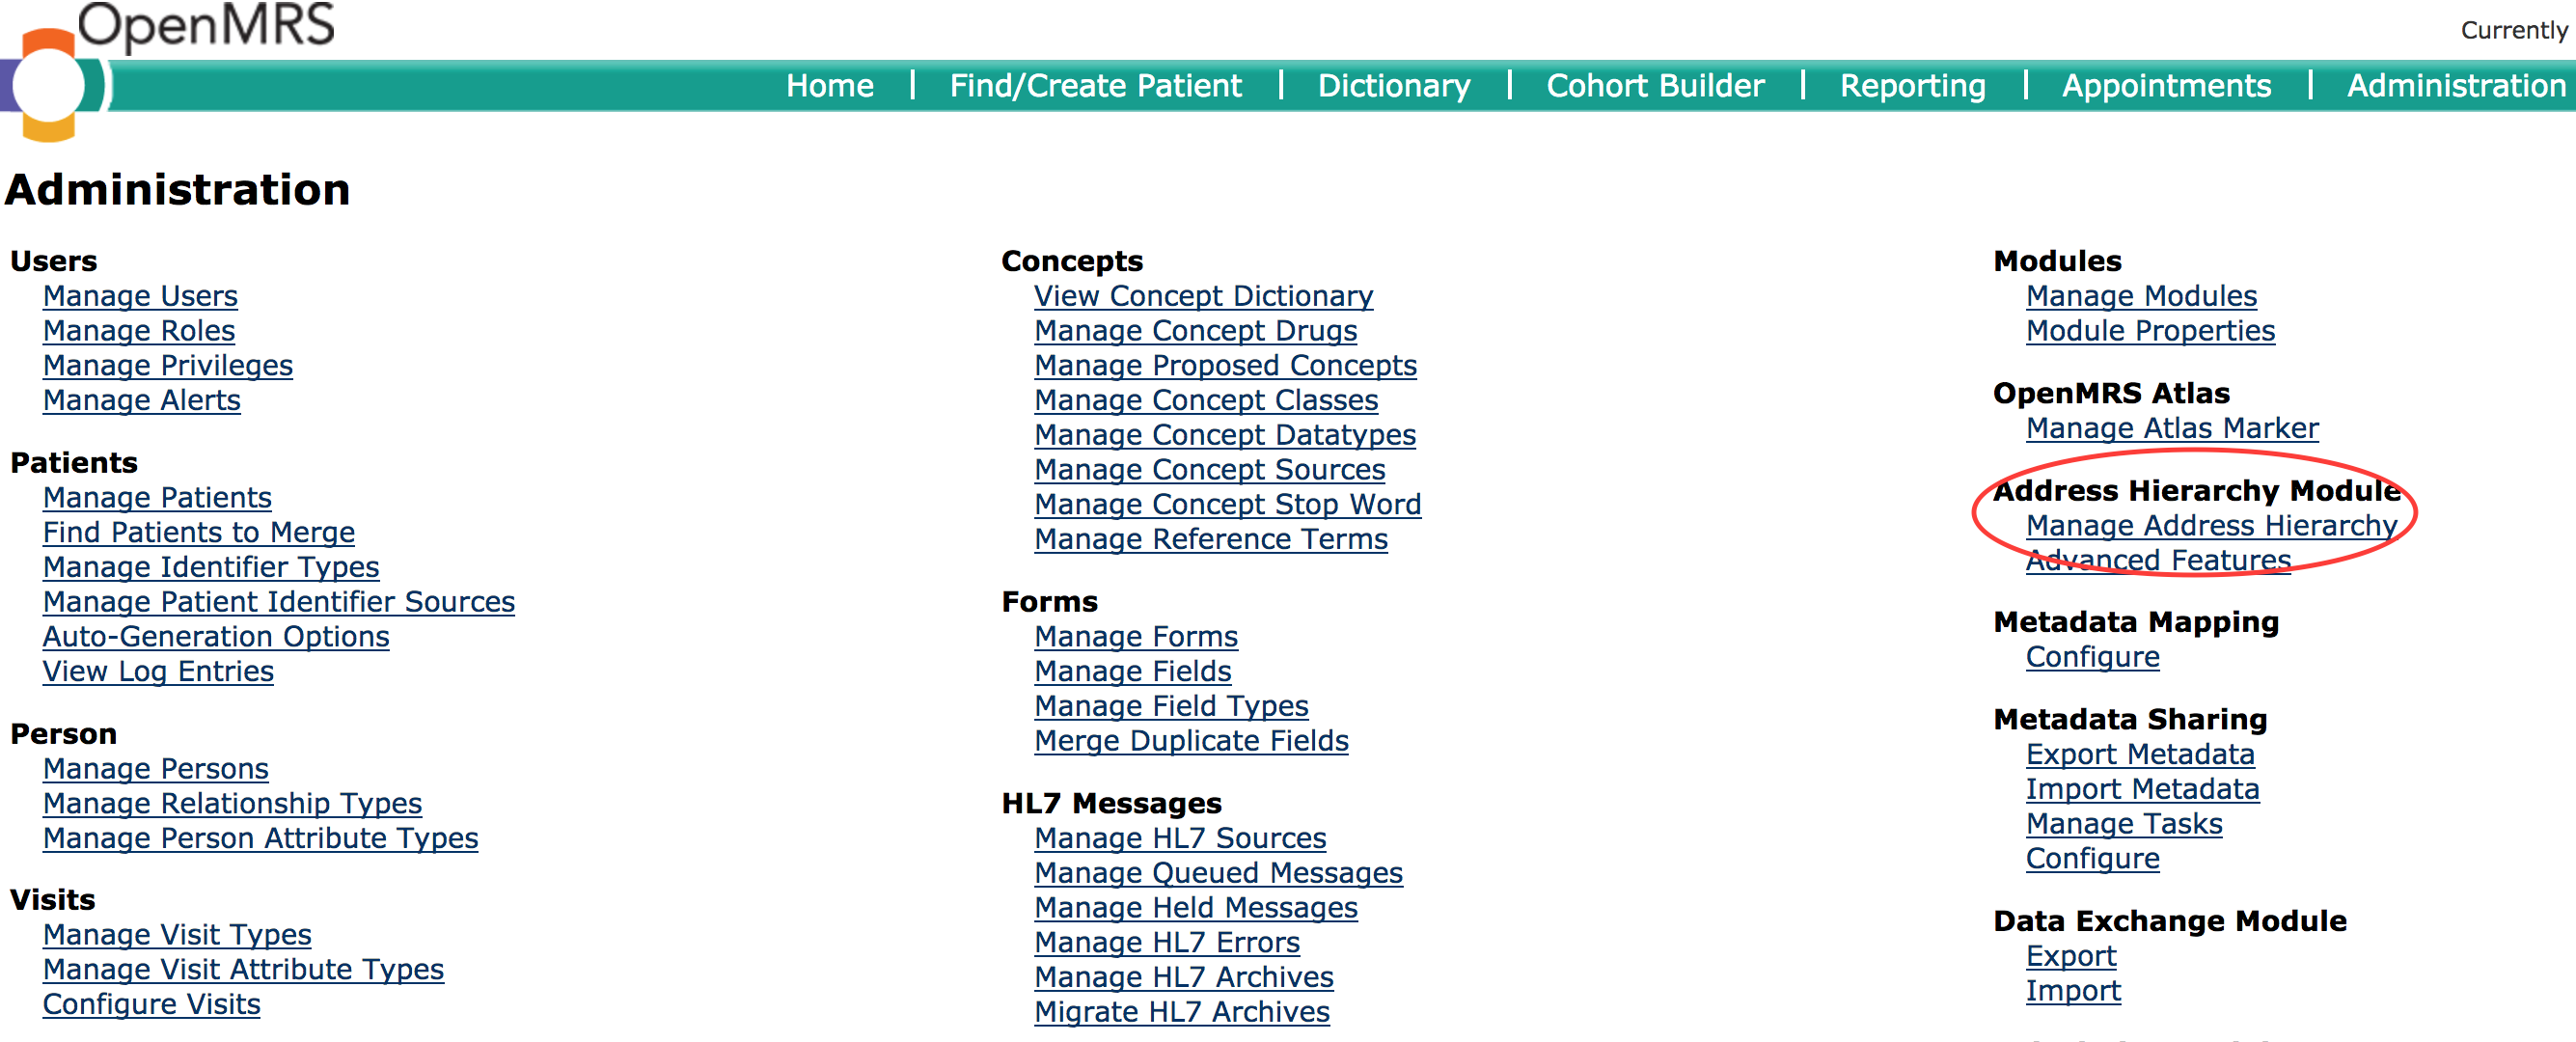 OpenMRS
Currently
Home | Find/Create Patient | Dictionary | Cohort Builder | Reporting | Appointments | Administration
Administration
Users
Manage Users
Manage Roles
Manage Privileges
Manage Alerts
Patients
Manage Patients
Find Patients to Merge
Manage Identifier Types
Manage Patient Identifier Sources
Auto-Generation Options
View Log Entries
Person
Manage Persons
Manage Relationship Types
Manage Person Attribute Types
Visits
Manage Visit Types
Manage Visit Attribute Types
Configure Visits
Concepts
View Concept Dictionary
Manage Concept Drugs
Manage Proposed Concepts
Manage Concept Classes
Manage Concept Datatypes
Manage Concept Sources
Manage Concept Stop Word
Manage Reference Terms
Forms
Manage Forms
Manage Fields
Manage Field Types
Merge Duplicate Fields
HL7 Messages
Manage HL7 Sources
Manage Queued Messages
Manage Held Messages
Manage HL7 Errors
Manage HL7 Archives
Migrate HL7 Archives
Modules
Manage Modules
Module Properties
OpenMRS Atlas
Manage Atlas Marker
Address Hierarchy Module
Manage Address Hierarchy
Advanced Features
Metadata Mapping
Configure
Metadata Sharing
Export Metadata
Import Metadata
Manage Tasks
Configure
Data Exchange Module
Export
Import